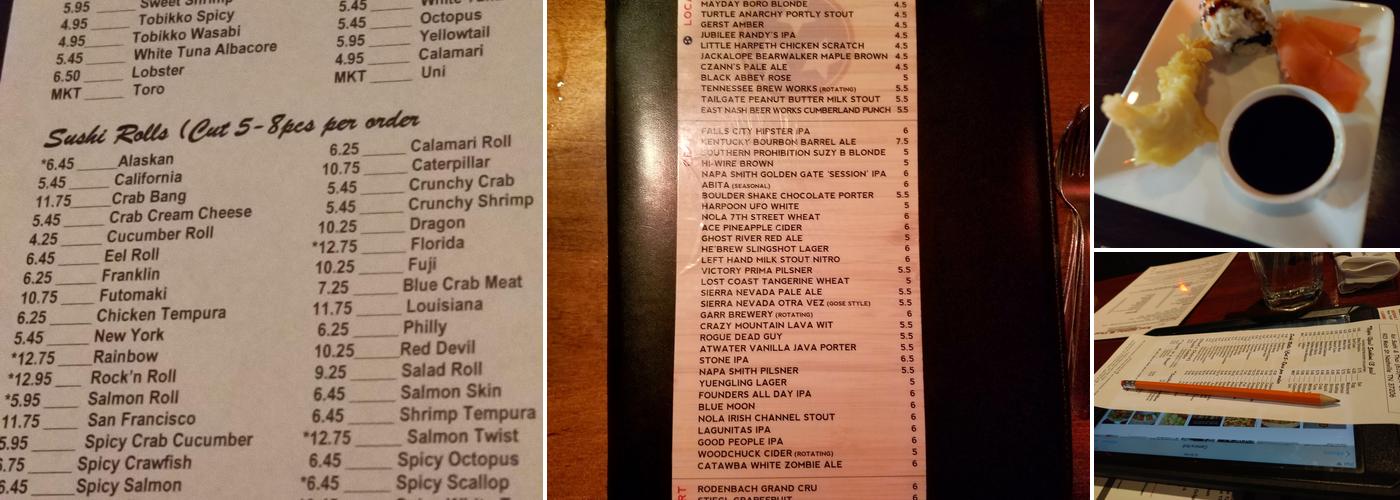 5.95 Sweet Shrimp
4.95 Tobikko Spicy
4.95 Tobikko Wasabi
5.45 White Tuna Albacore
6.50 Lobster
MKT Toro
5.45
5.45 Octopus
5.95 Yellowtail
4.95 Calamari
MKT Uni
Sushi Rolls (Cut 5-8pcs per order
*6.45 Alaskan
5.45 California
11.75 Crab Bang
5.45 Crab Cream Cheese
4.25 Cucumber Roll
6.45 Eel Roll
6.25 Franklin
10.75 Futomaki
6.25 Chicken Tempura
5.45 New York
*12.75 Rainbow
*12.95 Rock'n Roll
*5.95 Salmon Roll
11.75 San Francisco
5.95 Spicy Crab Cucumber
6.75 Spicy Crawfish
6.45 Spicy Salmon
6.25 Calamari Roll
10.75 Caterpillar
5.45 Crunchy Crab
5.45 Crunchy Shrimp
10.25 Dragon
*12.75 Florida
10.25 Fuji
7.25 Blue Crab Meat
11.75 Louisiana
6.25 Philly
10.25 Red Devil
9.25 Salad Roll
6.45 Salmon Skin
6.45 Shrimp Tempura
*12.75 Salmon Twist
6.45 Spicy Octopus
*6.45 Spicy Scallop
MAYDAY BORO BLONDE 4.5
TURTLE ANARCHY PORTLY STOUT 4.5
GERST AMBER 4.5
JUBILEE RANDY'S IPA 4.5
LITTLE HARPETH CHICKEN SCRATCH 4.5
JACKALOPE BEARWALKER MAPLE BROWN 4.5
CZANN'S PALE ALE 4.5
BLACK ABBEY ROSE 5
TENNESSEE BREW WORKS (ROTATING) 5.5
TAILGATE PEANUT BUTTER MILK STOUT 5.5
EAST NASH BEER WORKS CUMBERLAND PUNCH 5.5
FALLS CITY HIPSTER IPA 6
KENTUCKY BOURBON BARREL ALE 7.5
SOUTHERN PROHIBITION SUZY B BLONDE 5
HI-WIRE BROWN 5
NAPA SMITH GOLDEN GATE 'SESSION' IPA 6
ABITA (SEASONAL) 5
BOULDER SHAKE CHOCOLATE PORTER 5.5
HARPOON UFO WHITE 5
NOLA 7TH STREET WHEAT 6
ACE PINEAPPLE CIDER 6
GHOST RIVER RED ALE 5
HE'BREW SLINGSHOT LAGER 6
LEFT HAND MILK STOUT NITRO 6
VICTORY PRIMA PILSNER 5.5
LOST COAST TANGERINE WHEAT 5
SIERRA NEVADA PALE ALE 5.5
SIERRA NEVADA OTRA VEZ (GOSE STYLE) 5.5
GARR BREWERY (ROTATING) 6
CRAZY MOUNTAIN LAVA WIT 5.5
ROGUE DEAD GUY 5.5
ATWATER VANILLA JAVA PORTER 5.5
STONE IPA 6.5
NAPA SMITH PILSNER 5.5
YUENGLING LAGER 5
FOUNDERS ALL DAY IPA 6
BLUE MOON 6
NOLA IRISH CHANNEL STOUT 6
LAGUNITAS IPA 6
GOOD PEOPLE IPA 6
WOODCHUCK CIDER (ROTATING) 5
CATAWBA WHITE ZOMBIE ALE 6
RODENBACH GRAND CRU 6
STIEGL GRAPEFRUIT 6